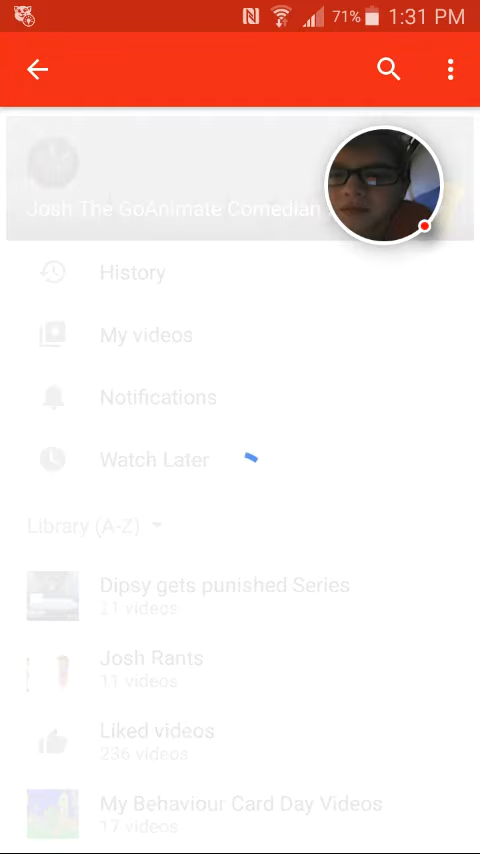 71% 1:31 PM
Josh The GoAnimate Comedian
History
My videos
Notifications
Watch Later
Library (A-Z)
Dipsy gets punished Series
21 videos
Josh Rants
11 videos
Liked videos
236 videos
My Behaviour Card Day Videos
17 videos